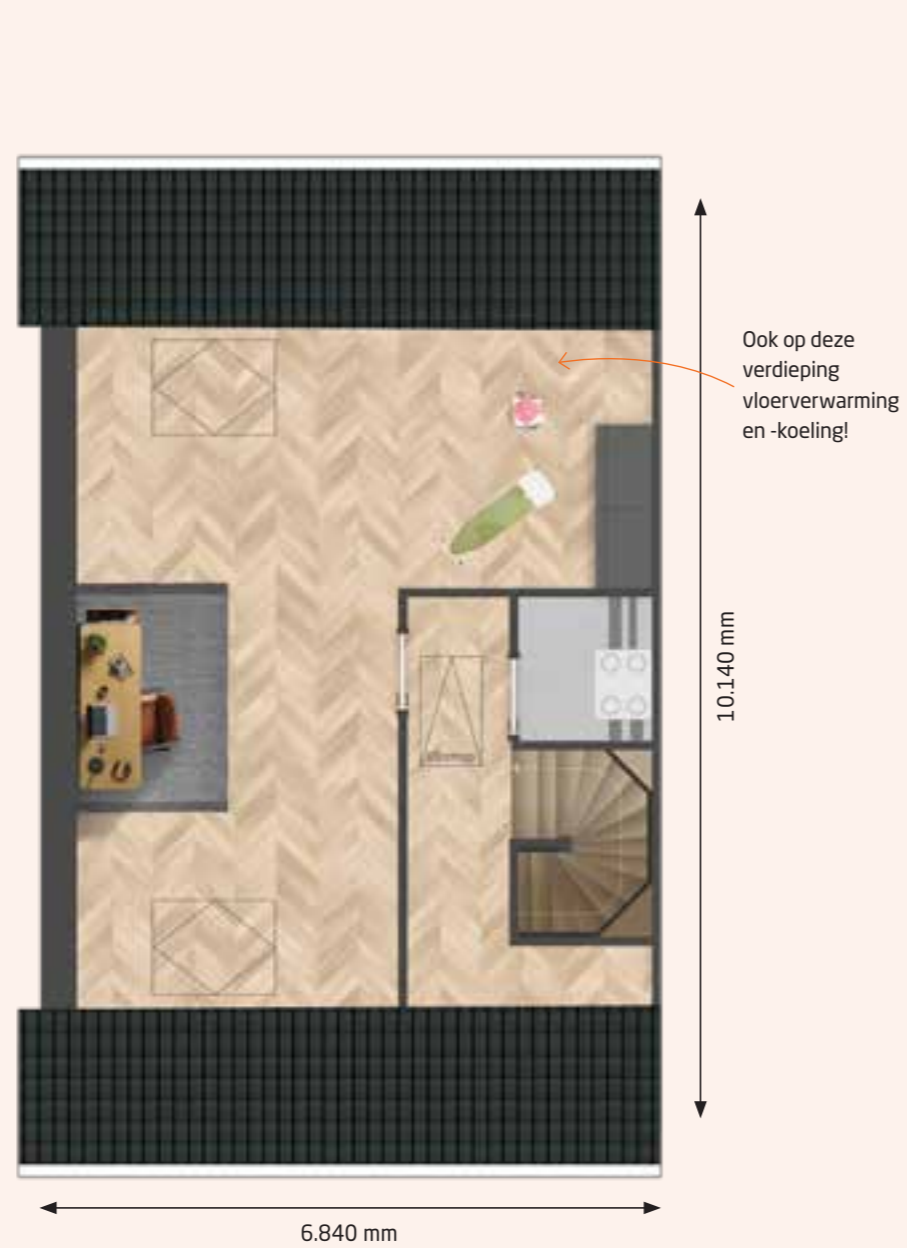 Ook op deze
verdieping
vloerverwarming
en -koeling!
10.140 mm
6.840 mm